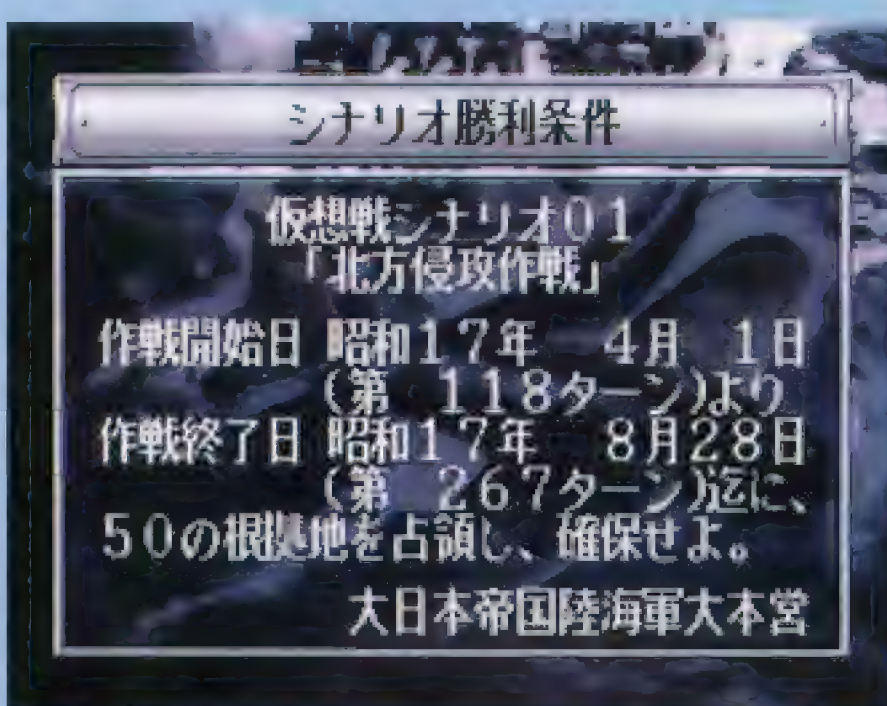 シナリオ勝利条件
仮想戦シナリオ01
「北方侵攻作戦」
作戦開始日 昭和17年 4月 1日
(第 118ターン)より
作戦終了日 昭和17年 8月28日
(第 267ターン)迄に、
50の根拠地を占領し、確保せよ。
大日本帝国陸海軍大本営